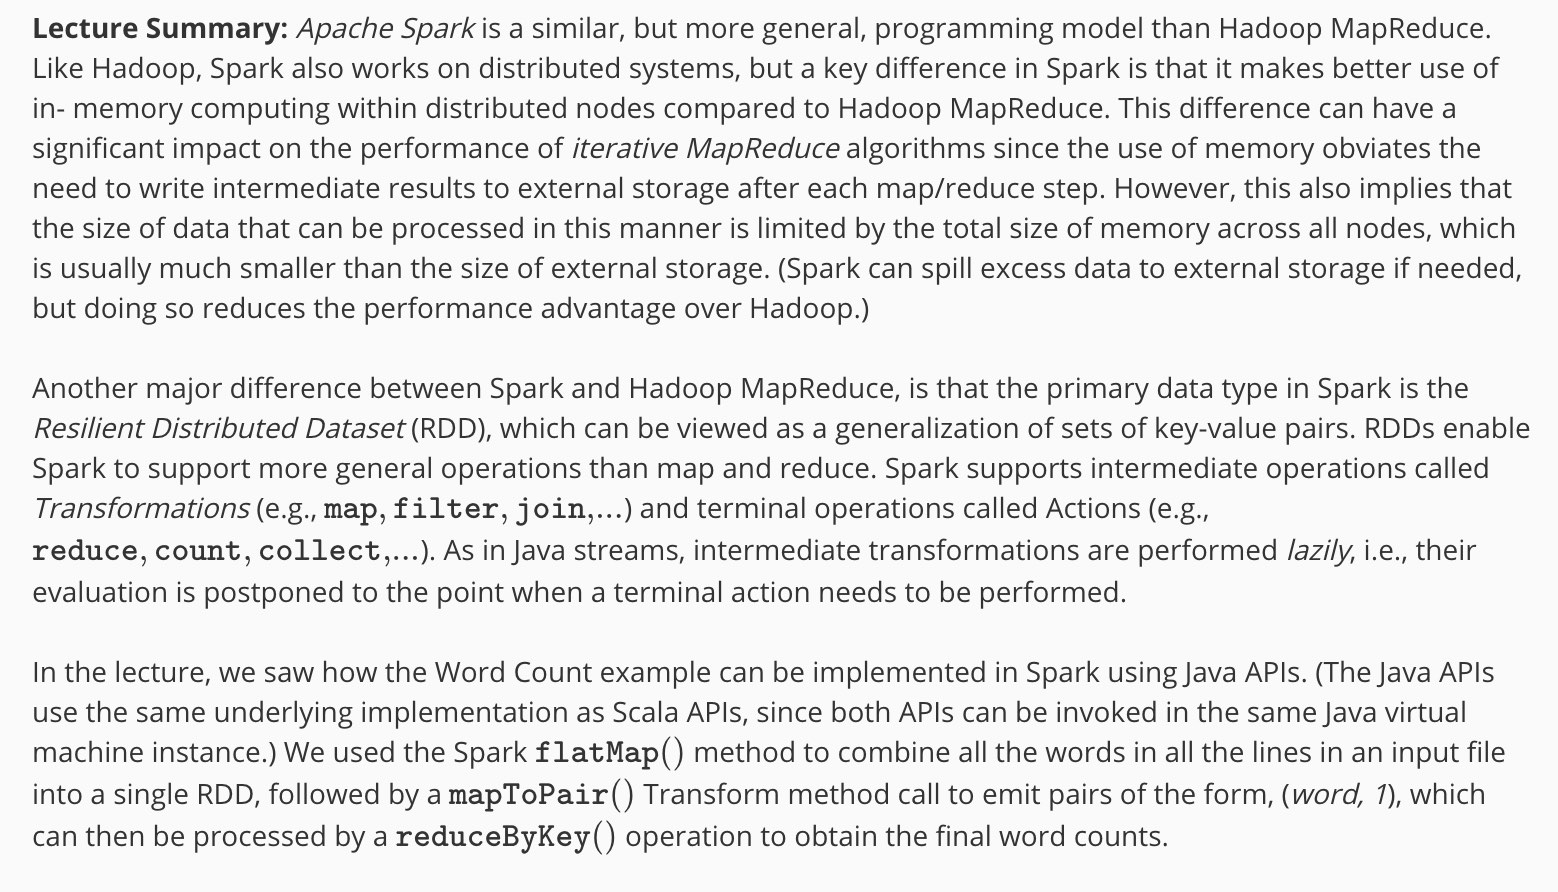 Lecture Summary: Apache Spark is a similar, but more general, programming model than Hadoop MapReduce.
Like Hadoop, Spark also works on distributed systems, but a key difference in Spark is that it makes better use of
in- memory computing within distributed nodes compared to Hadoop MapReduce. This difference can have a
significant impact on the performance of iterative MapReduce algorithms since the use of memory obviates the
need to write intermediate results to external storage after each map/reduce step. However, this also implies that
the size of data that can be processed in this manner is limited by the total size of memory across all nodes, which
is usually much smaller than the size of external storage. (Spark can spill excess data to external storage if needed,
but doing so reduces the performance advantage over Hadoop.)
Another major difference between Spark and Hadoop MapReduce, is that the primary data type in Spark is the
Resilient Distributed Dataset (RDD), which can be viewed as a generalization of sets of key-value pairs. RDDs enable
Spark to support more general operations than map and reduce. Spark supports intermediate operations called
Transformations (e.g., map, filter, join,…) and terminal operations called Actions (e.g.,
reduce, count, collect,…). As in Java streams, intermediate transformations are performed lazily, i.e., their
evaluation is postponed to the point when a terminal action needs to be performed.
In the lecture, we saw how the Word Count example can be implemented in Spark using Java APIs. (The Java APIs
use the same underlying implementation as Scala APIs, since both APIs can be invoked in the same Java virtual
machine instance.) We used the Spark flatMap() method to combine all the words in all the lines in an input file
into a single RDD, followed by a mapToPair() Transform method call to emit pairs of the form, (word, 1), which
can then be processed by a reduceByKey() operation to obtain the final word counts.